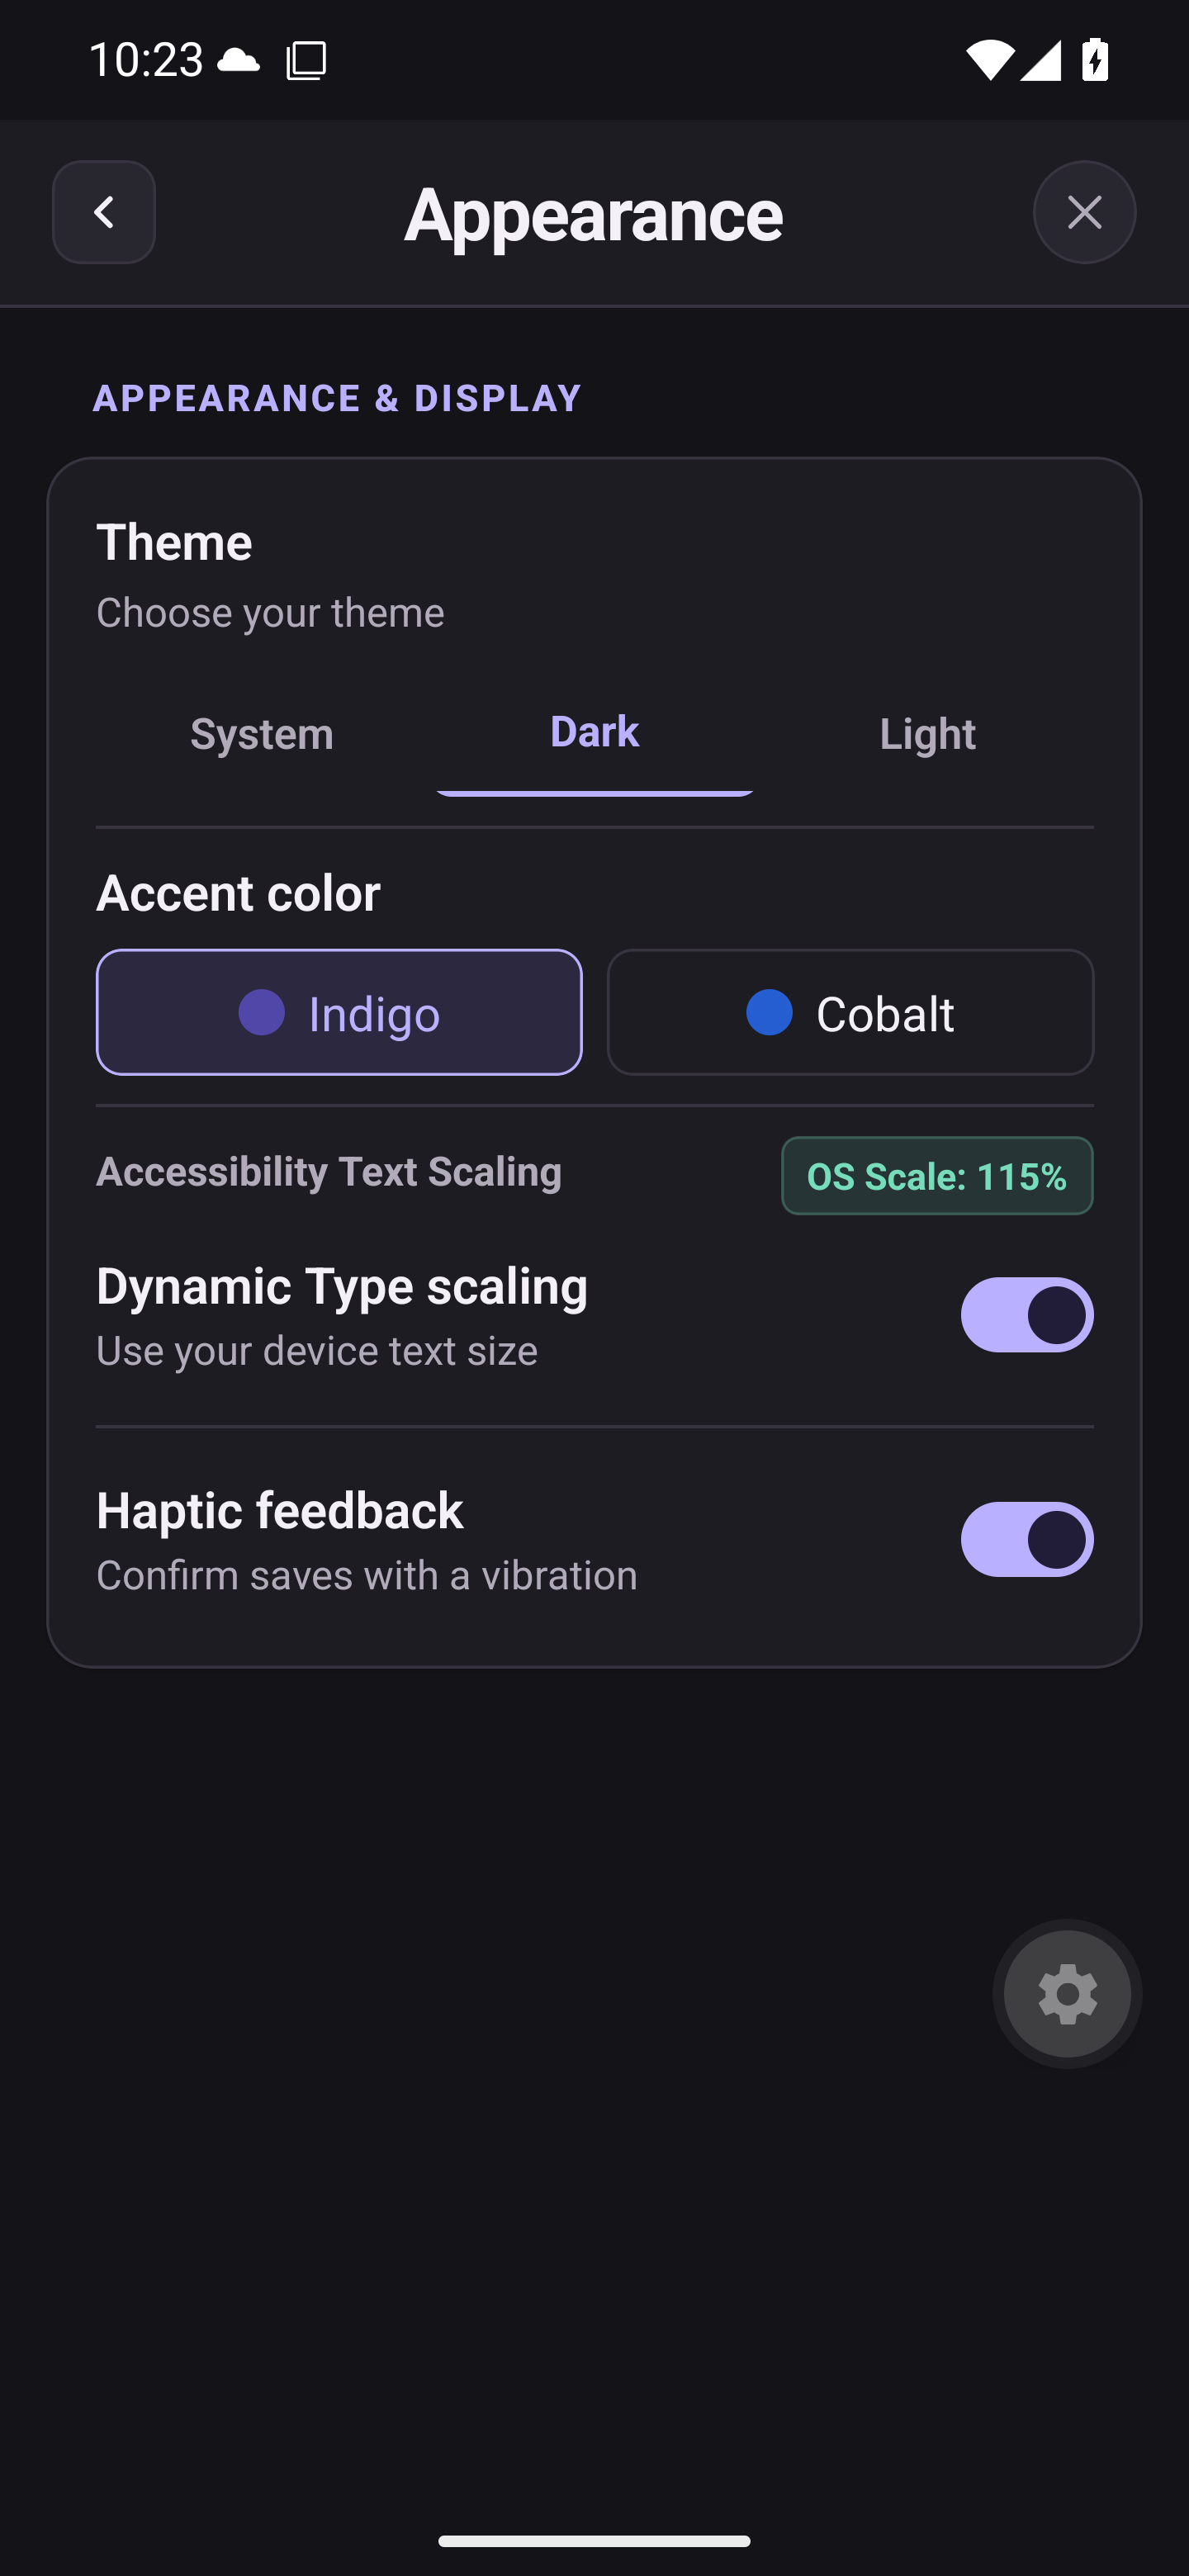 10:23
Appearance
APPEARANCE & DISPLAY
Theme
Choose your theme
System Dark Light
Accent color
Indigo Cobalt
Accessibility Text Scaling OS Scale: 115%
Dynamic Type scaling
Use your device text size
Haptic feedback
Confirm saves with a vibration